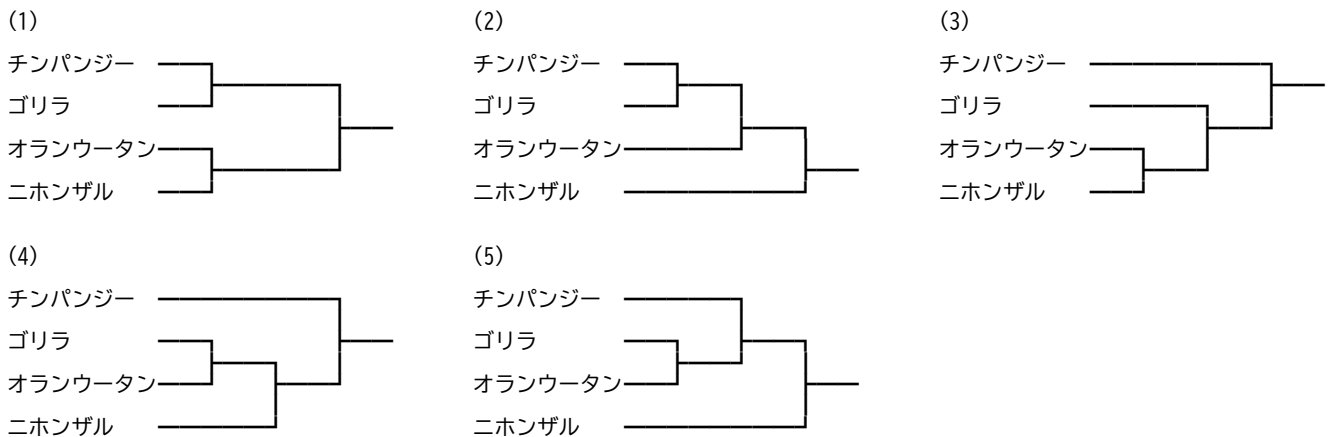 (1)
チンパンジー
ゴリラ
オランウータン
ニホンザル
(2)
チンパンジー
ゴリラ
オランウータン
ニホンザル
(3)
チンパンジー
ゴリラ
オランウータン
ニホンザル
(4)
チンパンジー
ゴリラ
オランウータン
ニホンザル
(5)
チンパンジー
ゴリラ
オランウータン
ニホンザル